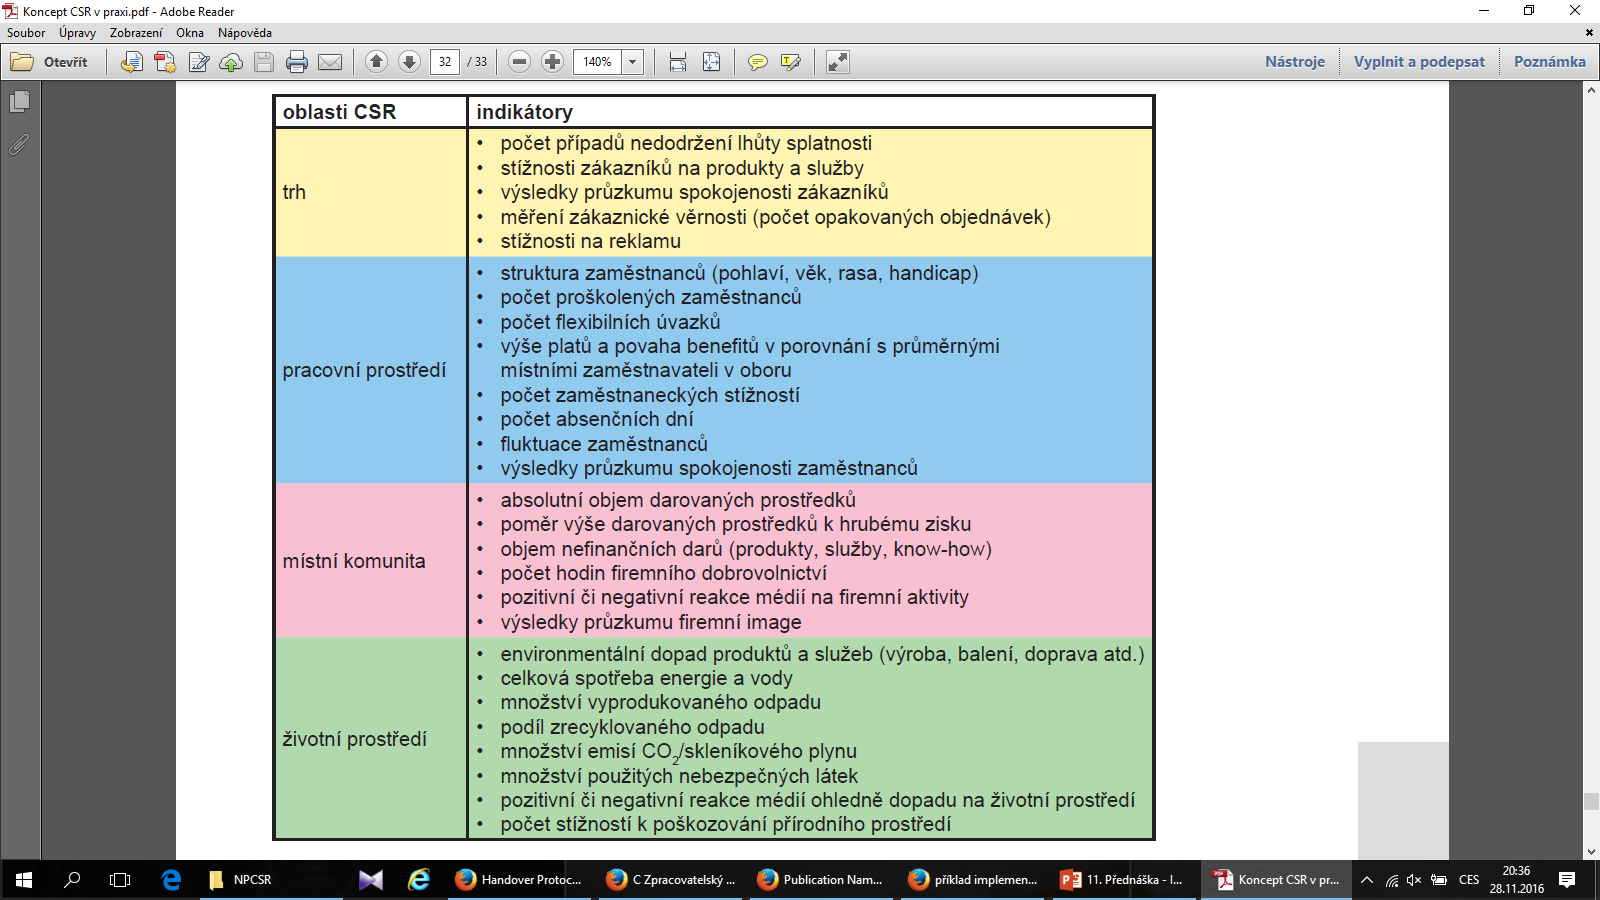 Koncept CSR v praxi.pdf - Adobe Reader
Soubor Úpravy Zobrazení Okna Nápověda
Otevřít 32 / 33 140% Nástroje Vyplnit a podepsat Poznámka
oblasti CSR indikátory
trh
• počet případů nedodržení lhůty splatnosti
• stížnosti zákazníků na produkty a služby
• výsledky průzkumu spokojenosti zákazníků
• měření zákaznické věrnosti (počet opakovaných objednávek)
• stížnosti na reklamu
pracovní prostředí
• struktura zaměstnanců (pohlaví, věk, rasa, handicap)
• počet proškolených zaměstnanců
• počet flexibilních úvazků
• výše platů a povaha benefitů v porovnání s průměrnými
místními zaměstnavateli v oboru
• počet zaměstnaneckých stížností
• počet absenčních dní
• fluktuace zaměstnanců
• výsledky průzkumu spokojenosti zaměstnanců
místní komunita
• absolutní objem darovaných prostředků
• poměr výše darovaných prostředků k hrubému zisku
• objem nefinančních darů (produkty, služby, know-how)
• počet hodin firemního dobrovolnictví
• pozitivní či negativní reakce médií na firemní aktivity
• výsledky průzkumu firemní image
životní prostředí
• environmentální dopad produktů a služeb (výroba, balení, doprava atd.)
• celková spotřeba energie a vody
• množství vyprodukovaného odpadu
• podíl zrecyklovaného odpadu
• množství emisí CO2/skleníkového plynu
• množství použitých nebezpečných látek
• pozitivní či negativní reakce médií ohledně dopadu na životní prostředí
• počet stížností k poškozování přírodního prostředí
NPCSR Handover Protoc... C Zpracovatelský ... Publication Nam... příklad implemen... 11. Přednáška - I... Koncept CSR v pr... CES 20:36
28.11.2016